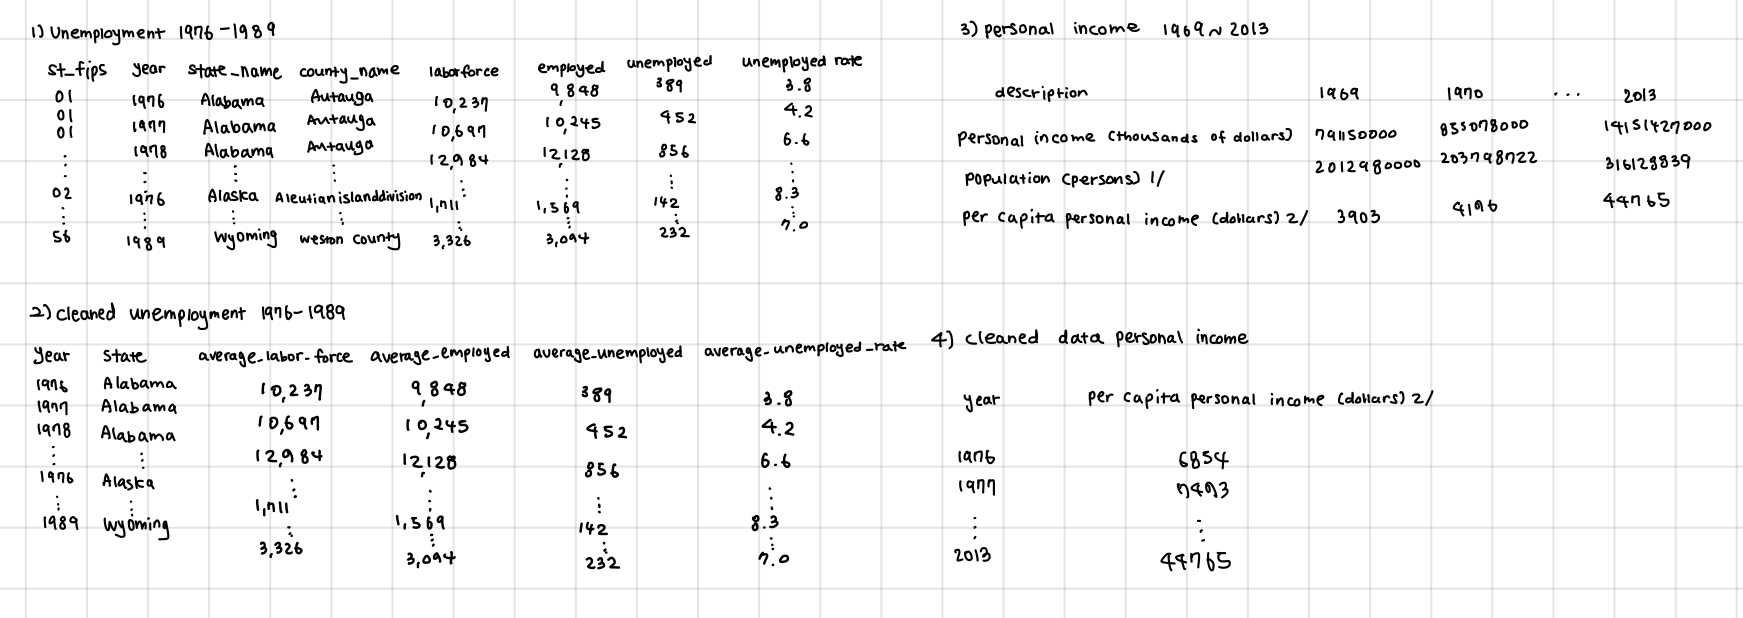 1) Unemployment 1976-1989
st_fips year state_name county_name laborforce employed unemployed unemployed rate
01 1976 Alabama Autauga 10,237 9,848 389 3.8
01 1977 Alabama Autauga 10,697 10,245 452 4.2
01 1978 Alabama Autauga 12,984 12,128 856 6.6
02 1976 Alaska Aleutianislanddivision 1,711 1,569 142 8.3
56 1989 Wyoming Weston County 3,326 3,094 232 7.0
2) Cleaned unemployment 1976-1989
Year State average_labor_force average_employed average_unemployed average_unemployed_rate
1976 Alabama 10,237 9,848 389 3.8
1977 Alabama 10,697 10,245 452 4.2
1978 Alabama 12,984 12,128 856 6.6
1976 Alaska 1,711 1,569 142 8.3
1989 Wyoming 3,326 3,094 232 7.0
3) personal income 1969~2013
description 1969 1970 ... 2013
Personal income (thousands of dollars) 791150000 855078000 14151427000
Population (persons) 1/ 2012980000 203798722 316128839
per capita personal income (dollars) 2/ 3903 4196 44765
4) cleaned data personal income
year per capita personal income (dollars) 2/
1976 6854
1977 7493
2013 44765